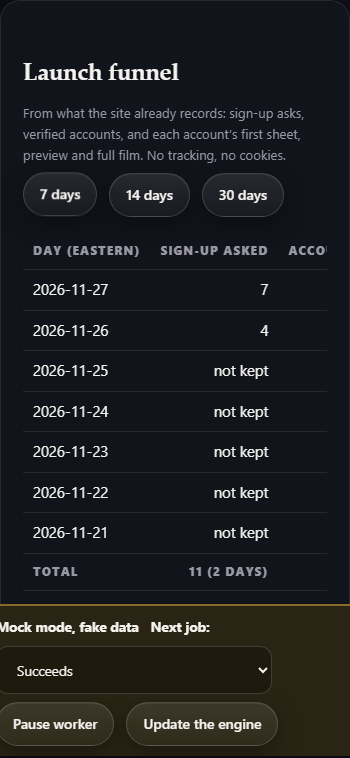 Launch funnel
From what the site already records: sign-up asks,
verified accounts, and each account's first sheet,
preview and full film. No tracking, no cookies.
7 days 14 days 30 days
DAY (EASTERN) SIGN-UP ASKED ACCOU
2026-11-27 7
2026-11-26 4
2026-11-25 not kept
2026-11-24 not kept
2026-11-23 not kept
2026-11-22 not kept
2026-11-21 not kept
TOTAL 11 (2 DAYS)
Mock mode, fake data Next job:
Succeeds
Pause worker Update the engine